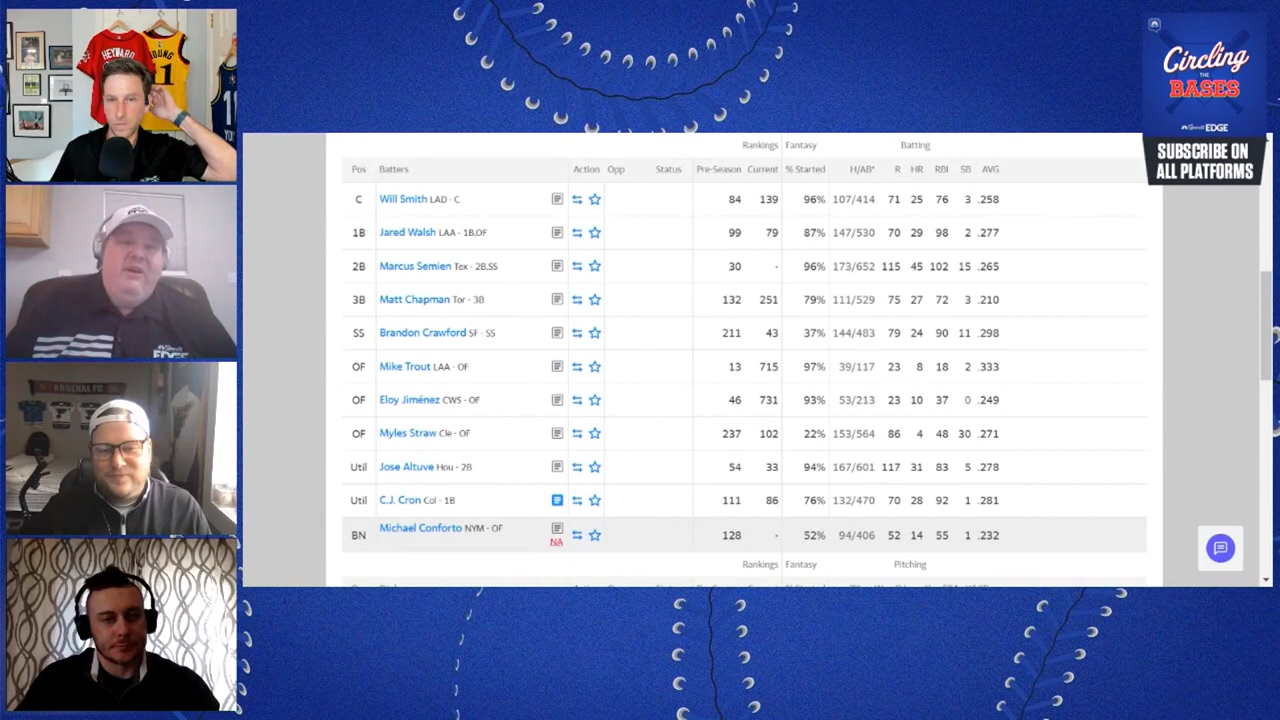 HEYWARD
YOUNG
11
ARSENAL FC
EDGE
Circling
THE
BASES
EDGE
SUBSCRIBE ON
ALL PLATFORMS
Rankings Fantasy Batting
Pos Batters Action Opp Status Pre-Season Current % Started H/AB* R HR RBI SB AVG
C Will Smith LAD - C 84 139 96% 107/414 71 25 76 3 .258
1B Jared Walsh LAA - 1B,OF 99 79 87% 147/530 70 29 98 2 .277
2B Marcus Semien Tex - 2B,SS 30 - 96% 173/652 115 45 102 15 .265
3B Matt Chapman Tor - 3B 132 251 79% 111/529 75 27 72 3 .210
SS Brandon Crawford SF - SS 211 43 37% 144/483 79 24 90 11 .298
OF Mike Trout LAA - OF 13 715 97% 39/117 23 8 18 2 .333
OF Eloy Jiménez CWS - OF 46 731 93% 53/213 23 10 37 0 .249
OF Myles Straw Cle - OF 237 102 22% 153/564 86 4 48 30 .271
Util Jose Altuve Hou - 2B 54 33 94% 167/601 117 31 83 5 .278
Util C.J. Cron Col - 1B 111 86 76% 132/470 70 28 92 1 .281
BN Michael Conforto NYM - OF NA 128 - 52% 94/406 52 14 55 1 .232
Rankings Fantasy Pitching